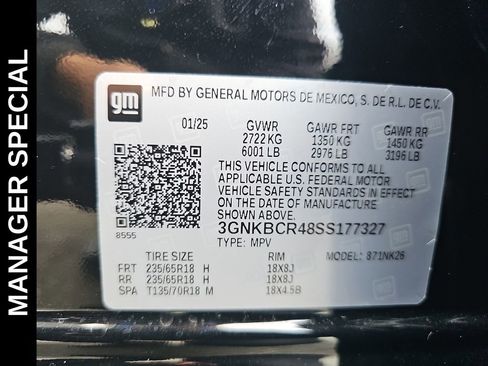 MANAGER SPECIAL
gm
MFD BY GENERAL MOTORS DE MEXICO, S. DE R.L. DE C.V.
01/25 GVWR GAWR FRT GAWR RR
2722 KG 1350 KG 1450 KG
6001 LB 2976 LB 3196 LB
THIS VEHICLE CONFORMS TO ALL
APPLICABLE U.S. FEDERAL MOTOR
VEHICLE SAFETY STANDARDS IN EFFECT
ON THE DATE OF MANUFACTURE
SHOWN ABOVE.
3GNKBCR48SS177327
8555 TYPE: MPV MODEL: 871NK26
TIRE SIZE RIM
FRT 235/65R18 H 18X8J
RR 235/65R18 H 18X8J
SPA T135/70R18 M 18X4.5B